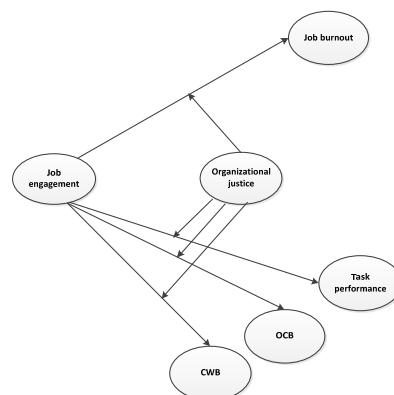 Job burnout
Job
engagement
Organizational
justice
Task
performance
OCB
CWB